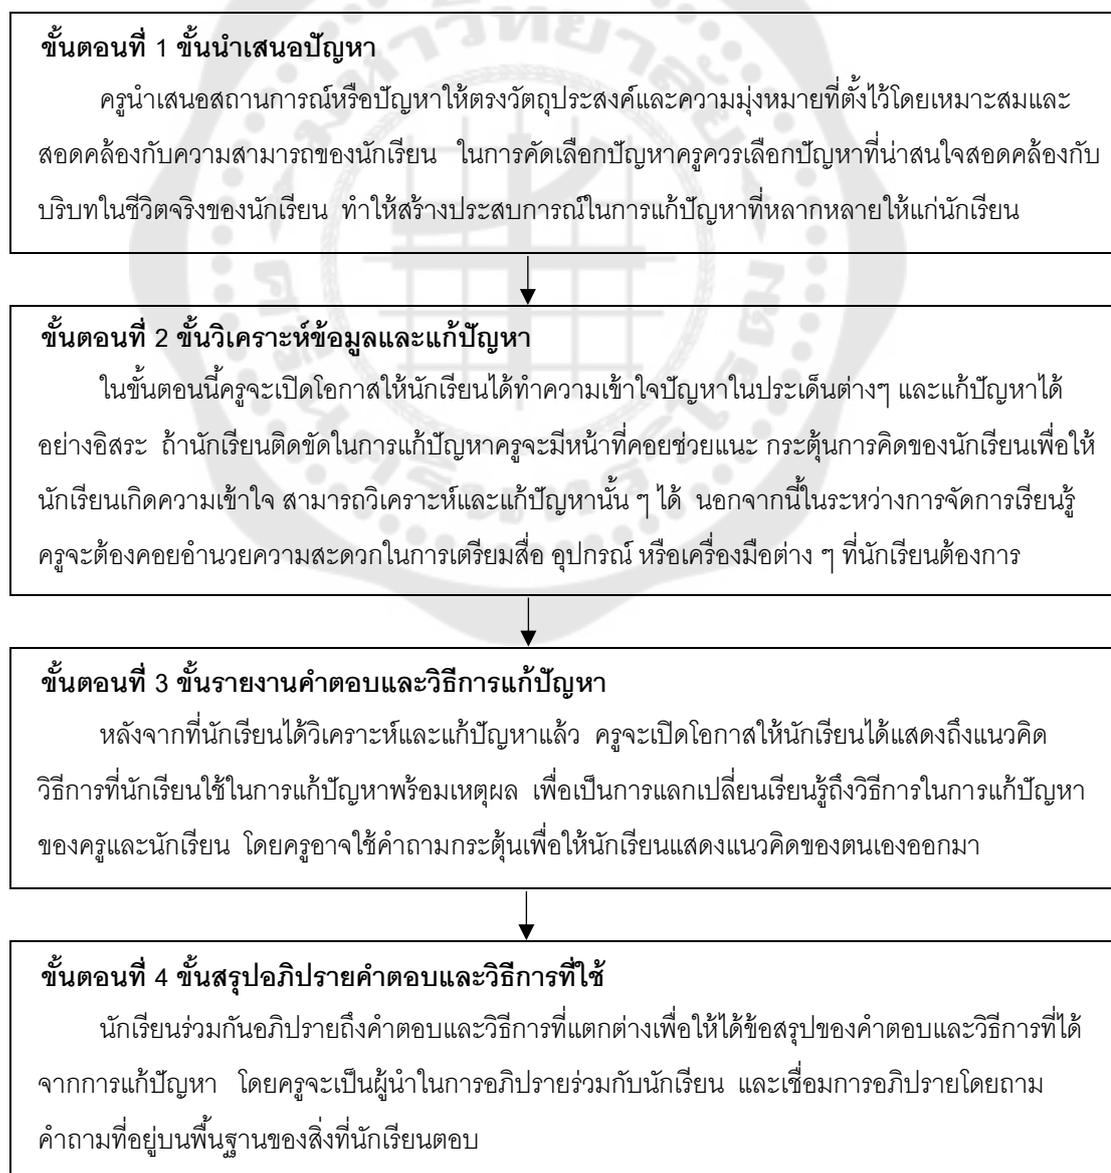 ขั้นตอนที่ 1 ขั้นนำเสนอปัญหา
ครูนำเสนอสถานการณ์หรือปัญหาให้ตรงวัตถุประสงค์และความมุ่งหมายที่ตั้งไว้โดยเหมาะสมและ
สอดคล้องกับความสามารถของนักเรียน ในการคัดเลือกปัญหาครูควรเลือกปัญหาที่น่าสนใจสอดคล้องกับ
บริบทในชีวิตจริงของนักเรียน ทำให้สร้างประสบการณ์ในการแก้ปัญหาที่หลากหลายให้แก่นักเรียน
ขั้นตอนที่ 2 ขั้นวิเคราะห์ข้อมูลและแก้ปัญหา
ในขั้นตอนนี้ครูจะเปิดโอกาสให้นักเรียนได้ทำความเข้าใจปัญหาในประเด็นต่างๆ และแก้ปัญหาได้
อย่างอิสระ ถ้านักเรียนติดขัดในการแก้ปัญหาครูจะมีหน้าที่คอยช่วยแนะ กระตุ้นการคิดของนักเรียนเพื่อให้
นักเรียนเกิดความเข้าใจ สามารถวิเคราะห์และแก้ปัญหานั้น ๆ ได้ นอกจากนี้ในระหว่างการจัดการเรียนรู้
ครูจะต้องคอยอำนวยความสะดวกในการเตรียมสื่อ อุปกรณ์ หรือเครื่องมือต่าง ๆ ที่นักเรียนต้องการ
ขั้นตอนที่ 3 ขั้นรายงานคำตอบและวิธีการแก้ปัญหา
หลังจากที่นักเรียนได้วิเคราะห์และแก้ปัญหาแล้ว ครูจะเปิดโอกาสให้นักเรียนได้แสดงถึงแนวคิด
วิธีการที่นักเรียนใช้ในการแก้ปัญหาพร้อมเหตุผล เพื่อเป็นการแลกเปลี่ยนเรียนรู้ถึงวิธีการในการแก้ปัญหา
ของครูและนักเรียน โดยครูอาจใช้คำถามกระตุ้นเพื่อให้นักเรียนแสดงแนวคิดของตนเองออกมา
ขั้นตอนที่ 4 ขั้นสรุปอภิปรายคำตอบและวิธีการที่ใช้
นักเรียนร่วมกันอภิปรายถึงคำตอบและวิธีการที่แตกต่างเพื่อให้ได้ข้อสรุปของคำตอบและวิธีการที่ได้
จากการแก้ปัญหา โดยครูจะเป็นผู้นำในการอภิปรายร่วมกับนักเรียน และเชื่อมการอภิปรายโดยถาม
คำถามที่อยู่บนพื้นฐานของสิ่งที่นักเรียนตอบ